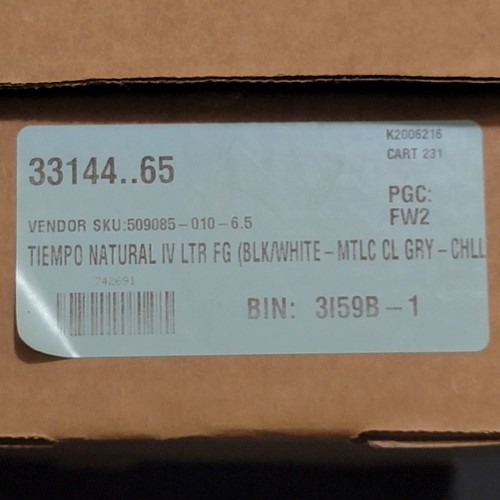 K2006216
33144..65
CART 231
PGC:
FW2
VENDOR SKU:509085-010-6.5
TIEMPO NATURAL IV LTR FG (BLK/WHITE-MTLC CL GRY-CHLL
742691
BIN: 3I59B-1